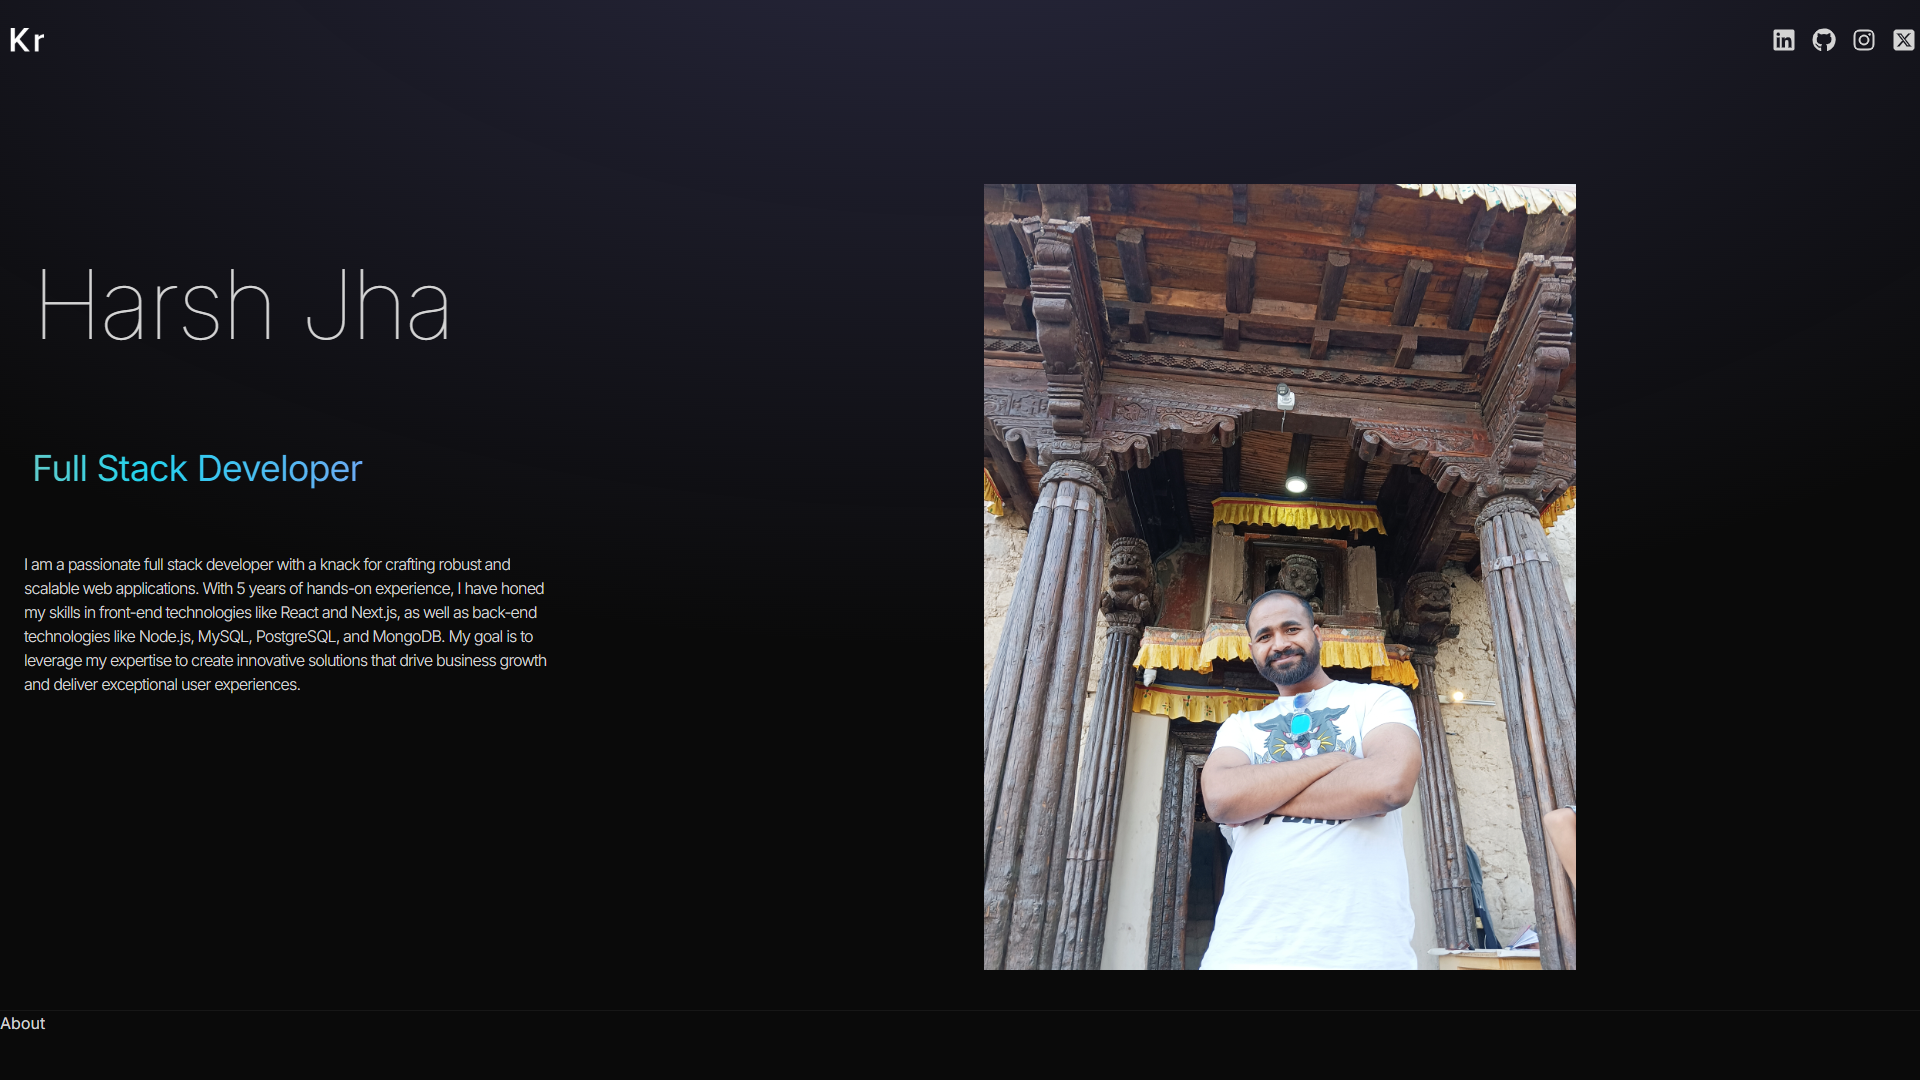 Kr
Harsh Jha
Full Stack Developer
I am a passionate full stack developer with a knack for crafting robust and
scalable web applications. With 5 years of hands-on experience, I have honed
my skills in front-end technologies like React and Next.js, as well as back-end
technologies like Node.js, MySQL, PostgreSQL, and MongoDB. My goal is to
leverage my expertise to create innovative solutions that drive business growth
and deliver exceptional user experiences.
About